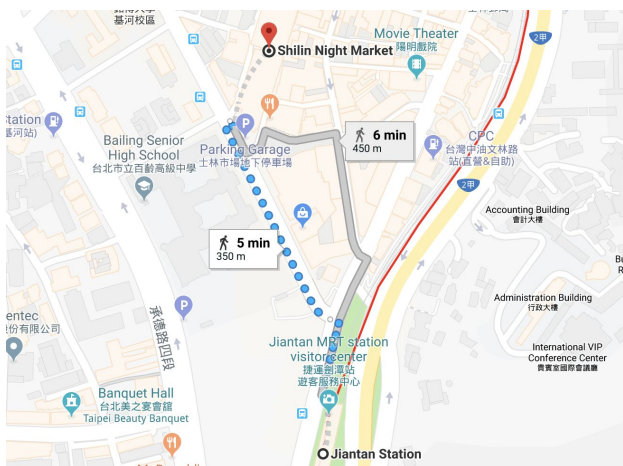 基河校區
Movie Theater
陽明戲院
Shilin Night Market
2甲
基河站)
Bailing Senior
High School
台北市立百齡高級中學
P
Parking Garage
士林市場地下停車場
6 min
450 m
CPC
台灣中油文林路
站(直營&自助)
2甲
Accounting Building
會計大樓
5 min
350 m
P
承德路四段
Administration Building
行政大樓
Jiantan MRT station
visitor center
捷運劍潭站
遊客服務中心
International VIP
Conference Center
貴賓室國際會議廳
Banquet Hall
台北美之宴會館
Taipei Beauty Banquet
Jiantan Station